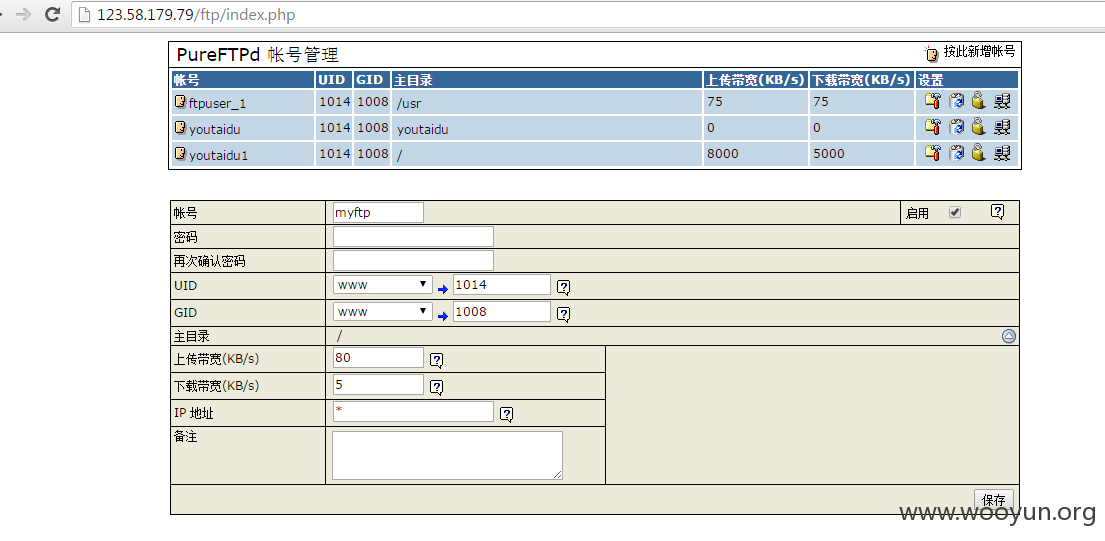 123.58.179.79/ftp/index.php
PureFTPd 帐号管理 按此新增帐号
帐号 UID GID 主目录 上传带宽(KB/s) 下载带宽(KB/s) 设置
ftpuser_1 1014 1008 /usr 75 75
youtaidu 1014 1008 youtaidu 0 0
youtaidu1 1014 1008 / 8000 5000
帐号 myftp 启用
密码
再次确认密码
UID www 1014
GID www 1008
主目录 /
上传带宽(KB/s) 80
下载带宽(KB/s) 5
IP 地址 *
备注
保存
www.wooyun.org